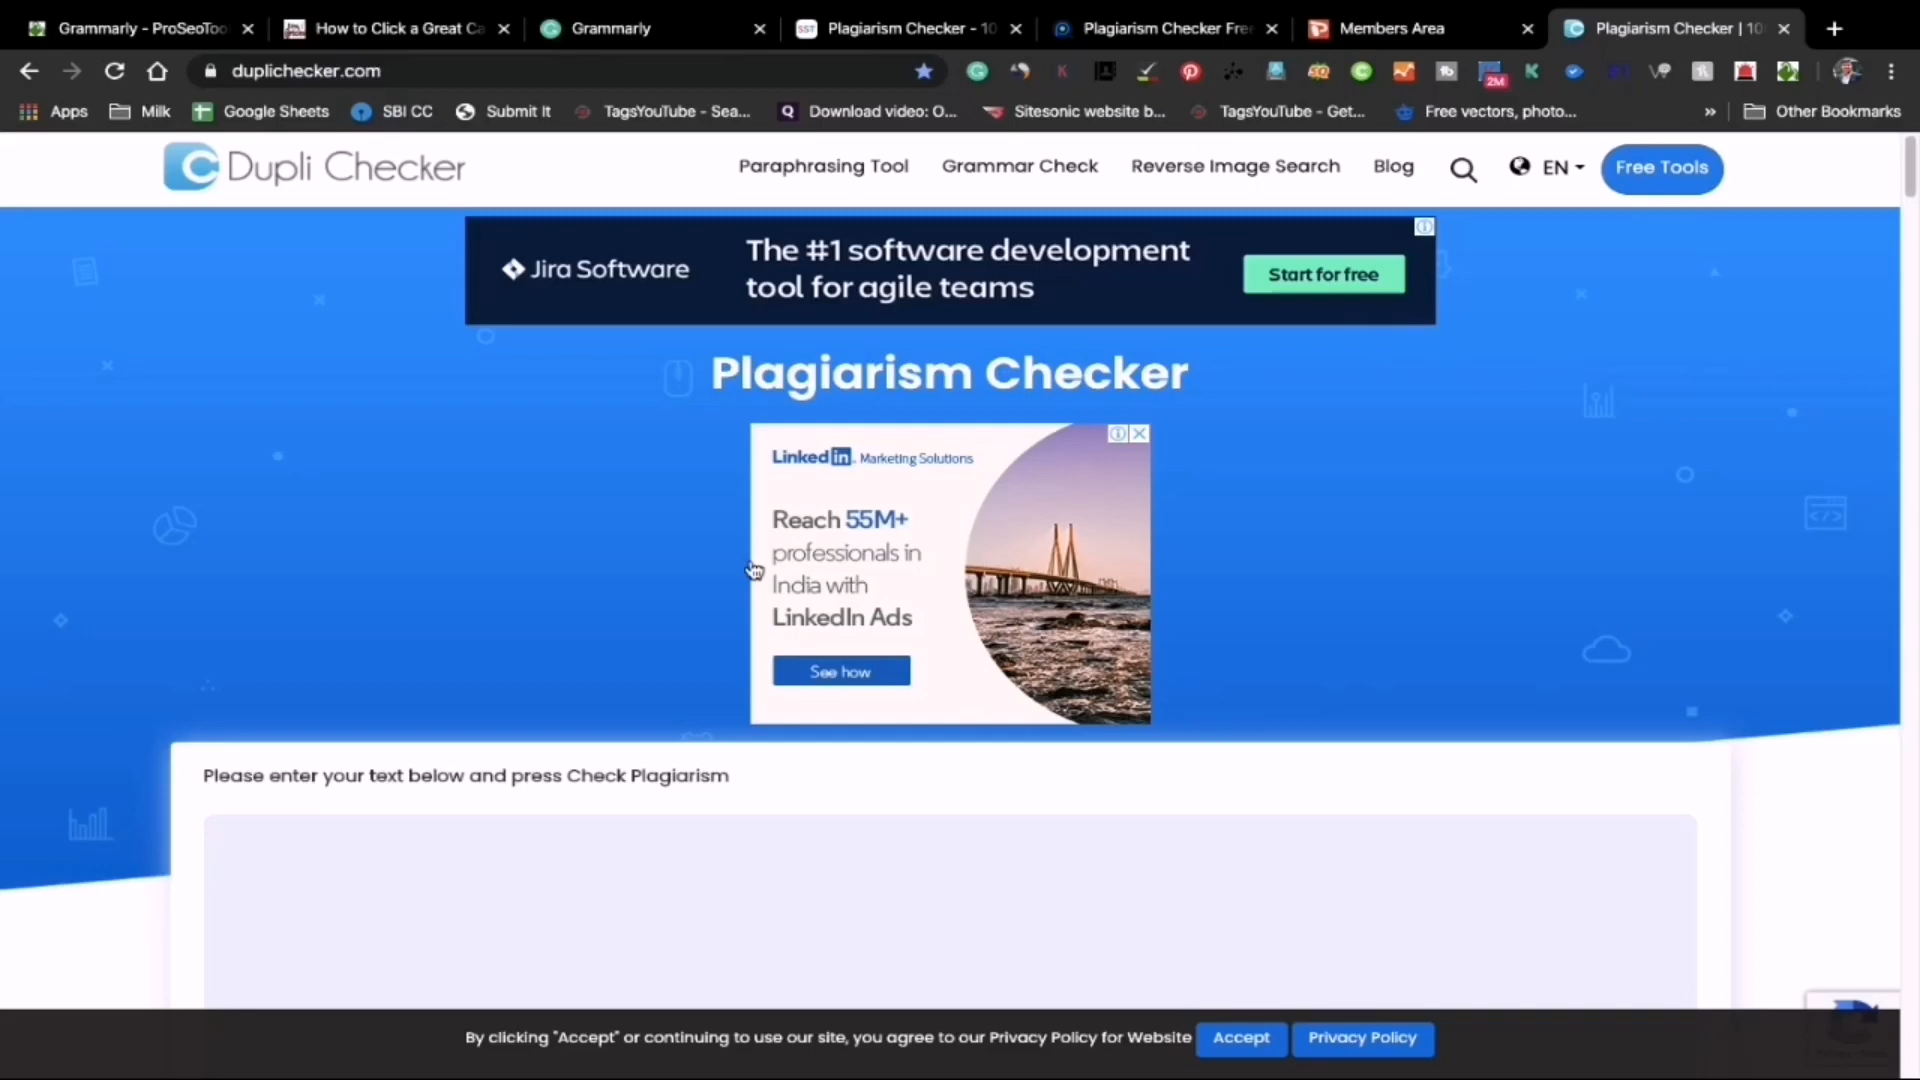 Grammarly - ProSeoToo
How to Click a Great Ca
Grammarly
SST
Plagiarism Checker - 10
Plagiarism Checker Free
Members Area
Plagiarism Checker | 10
duplichecker.com
2M
Apps
Milk
Google Sheets
SBI CC
Submit It
TagsYouTube - Sea...
Download video: O...
Sitesonic website b...
TagsYouTube - Get...
Free vectors, photo...
»
Other Bookmarks
Dupli Checker
Paraphrasing Tool
Grammar Check
Reverse Image Search
Blog
EN
Free Tools
Jira Software
The #1 software development
tool for agile teams
Start for free
Plagiarism Checker
Linked in. Marketing Solutions
Reach 55M+
professionals in
India with
LinkedIn Ads
See how
Please enter your text below and press Check Plagiarism
By clicking "Accept" or continuing to use our site, you agree to our Privacy Policy for Website
Accept
Privacy Policy